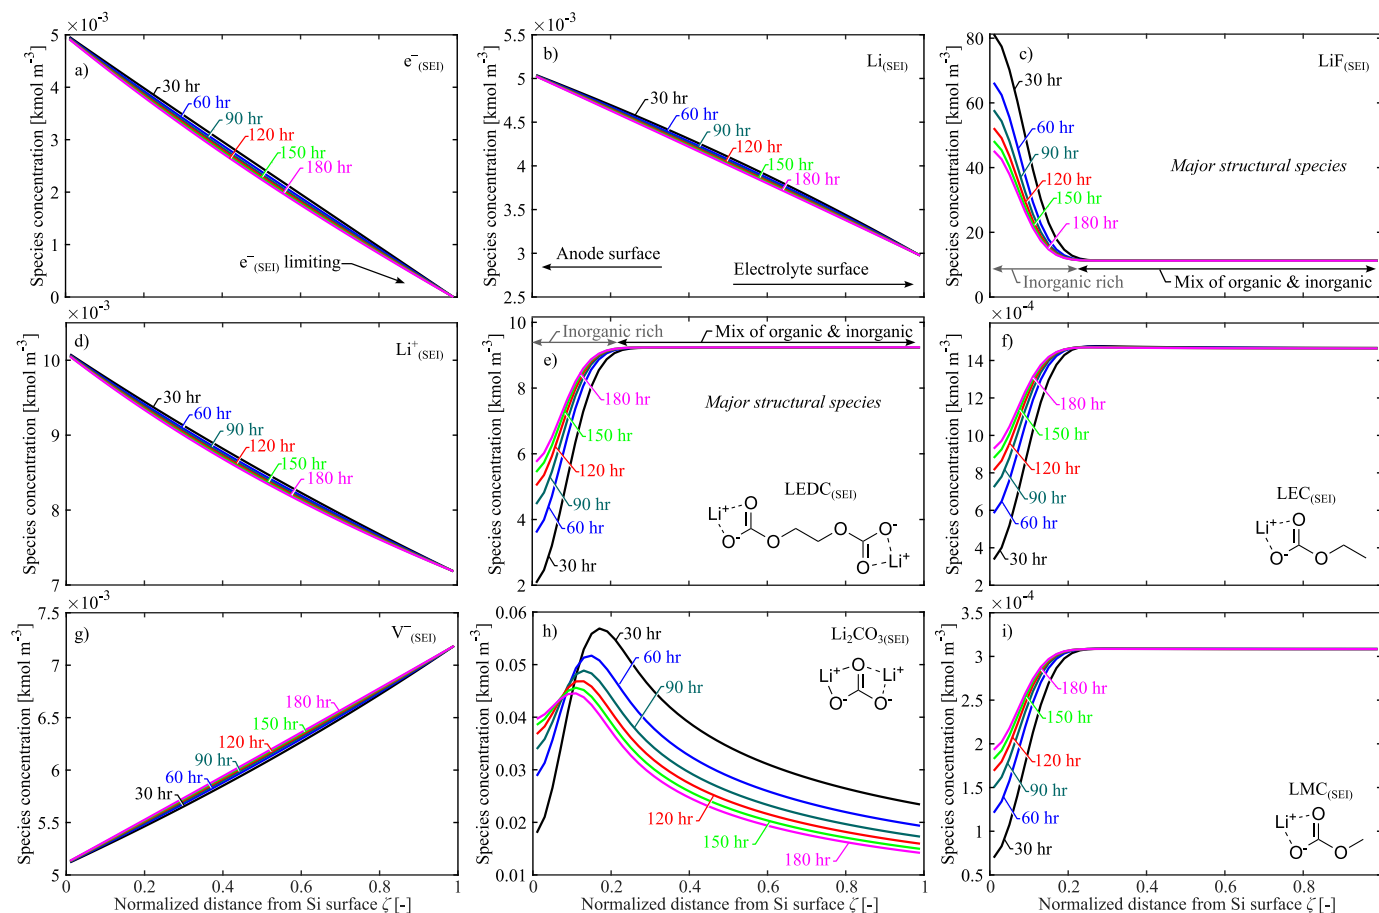 ×10⁻³
a)
e⁻(SEI)
30 hr
60 hr
90 hr
120 hr
150 hr
180 hr
e⁻(SEI) limiting
Species concentration [kmol m⁻³]
5
4
3
2
1
0
×10⁻³
b)
Li(SEI)
30 hr
60 hr
90 hr
120 hr
150 hr
180 hr
Anode surface
Electrolyte surface
Species concentration [kmol m⁻³]
5.5
5
4.5
4
3.5
3
2.5
c)
LiF(SEI)
30 hr
60 hr
90 hr
120 hr
150 hr
180 hr
Major structural species
Inorganic rich
Mix of organic & inorganic
Species concentration [kmol m⁻³]
80
60
40
20
0
×10⁻³
d)
Li⁺(SEI)
30 hr
60 hr
90 hr
120 hr
150 hr
180 hr
Species concentration [kmol m⁻³]
10
9
8
7
Inorganic rich
Mix of organic & inorganic
e)
180 hr
Major structural species
150 hr
120 hr
90 hr
60 hr
30 hr
LEDC(SEI)
Li⁺
O
O⁻
O
O
O⁻
O
Li⁺
Species concentration [kmol m⁻³]
10
8
6
4
2
×10⁻⁴
f)
180 hr
150 hr
120 hr
90 hr
60 hr
30 hr
LEC(SEI)
Li⁺
O
O⁻
O
Species concentration [kmol m⁻³]
14
12
10
8
6
4
2
×10⁻³
g)
V⁻(SEI)
180 hr
150 hr
120 hr
90 hr
60 hr
30 hr
Species concentration [kmol m⁻³]
7.5
7
6.5
6
5.5
5
0 0.2 0.4 0.6 0.8 1
Normalized distance from Si surface ζ [-]
h)
30 hr
60 hr
90 hr
120 hr
150 hr
180 hr
Li₂CO₃(SEI)
Li⁺
O
Li⁺
O⁻
O⁻
Species concentration [kmol m⁻³]
0.06
0.05
0.04
0.03
0.02
0.01
0 0.2 0.4 0.6 0.8 1
Normalized distance from Si surface ζ [-]
×10⁻⁴
i)
180 hr
150 hr
120 hr
90 hr
60 hr
30 hr
LMC(SEI)
Li⁺
O
O⁻
O
Species concentration [kmol m⁻³]
3.5
3
2.5
2
1.5
1
0.5
0 0.2 0.4 0.6 0.8 1
Normalized distance from Si surface ζ [-]